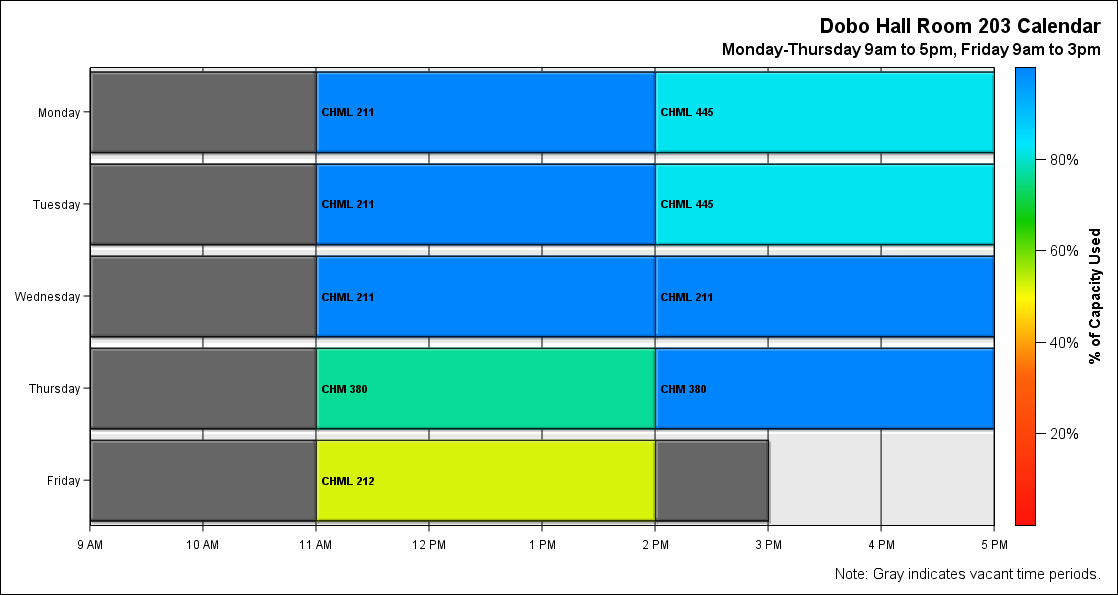 Dobo Hall Room 203 Calendar
Monday-Thursday 9am to 5pm, Friday 9am to 3pm
Monday
CHML 211
CHML 445
Tuesday
CHML 211
CHML 445
Wednesday
CHML 211
CHML 211
Thursday
CHM 380
CHM 380
Friday
CHML 212
9 AM
10 AM
11 AM
12 PM
1 PM
2 PM
3 PM
4 PM
5 PM
80%
60%
40%
20%
% of Capacity Used
Note: Gray indicates vacant time periods.